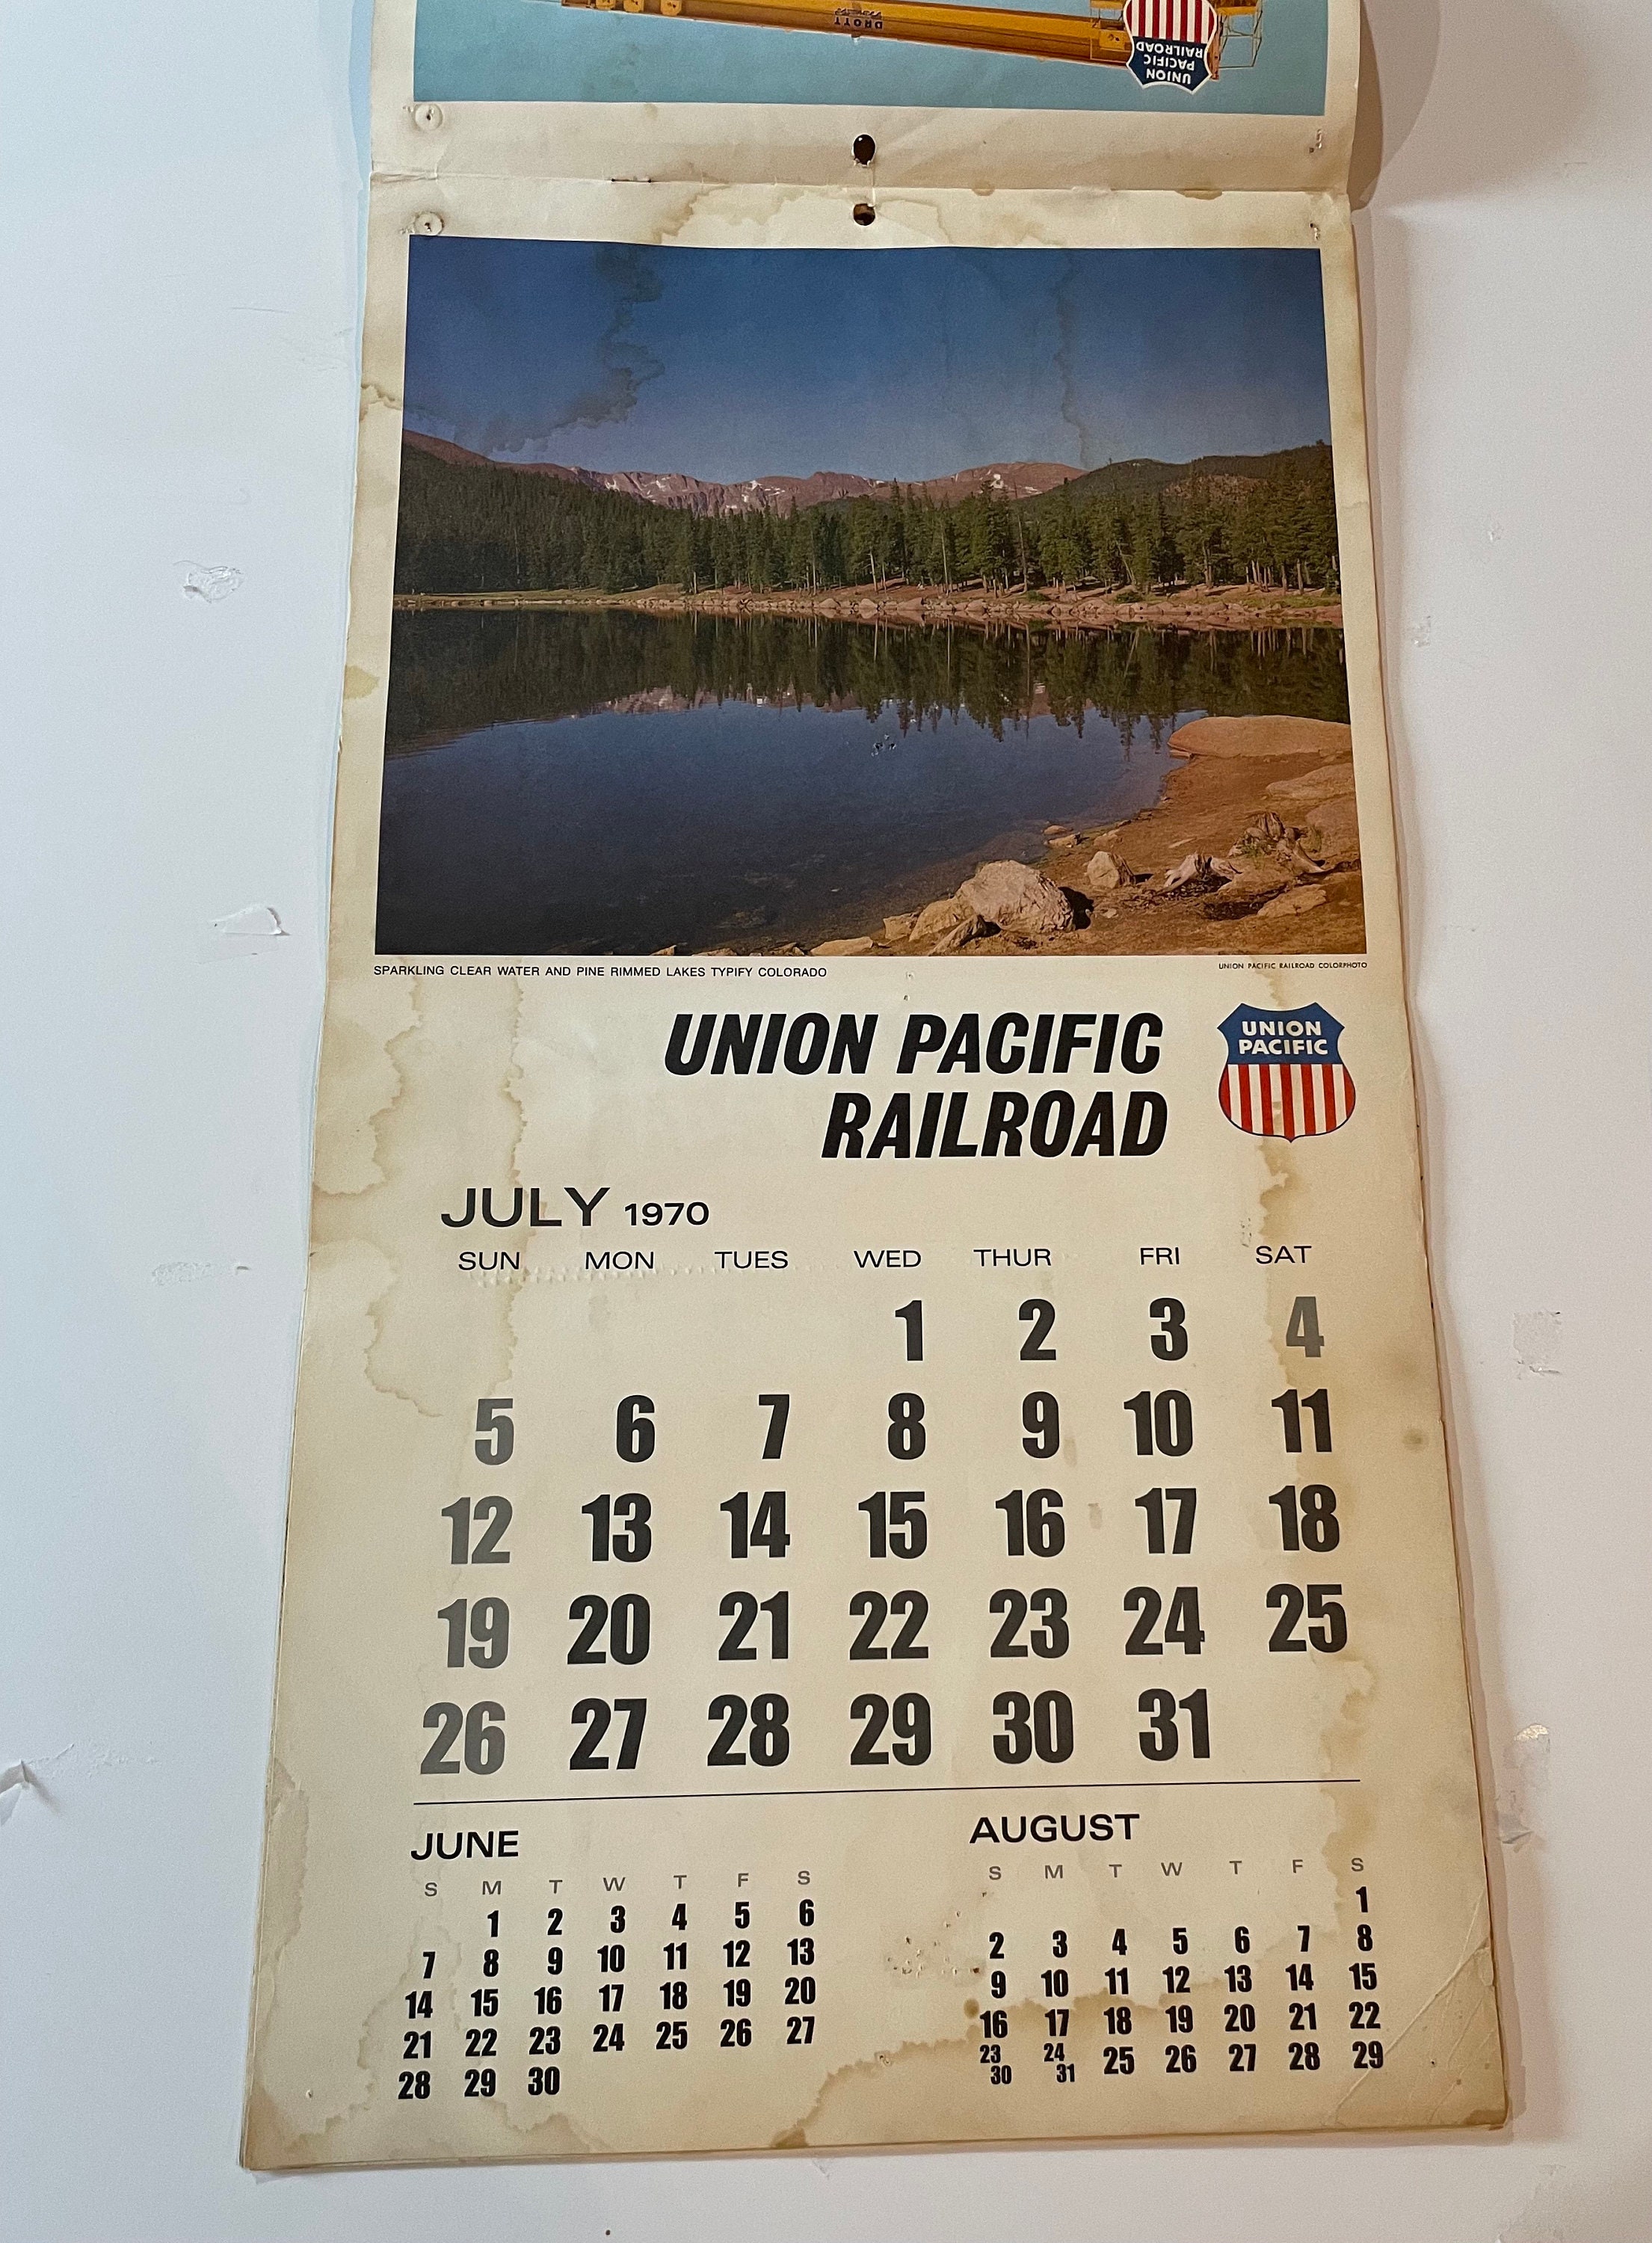 DROTT
UNION
PACIFIC
RAILROAD
SPARKLING CLEAR WATER AND PINE RIMMED LAKES TYPIFY COLORADO
UNION PACIFIC RAILROAD COLORPHOTO
UNION PACIFIC
RAILROAD
UNION
PACIFIC
JULY 1970
SUN MON TUES WED THUR FRI SAT
1 2 3 4
5 6 7 8 9 10 11
12 13 14 15 16 17 18
19 20 21 22 23 24 25
26 27 28 29 30 31
JUNE
S M T W T F S
1 2 3 4 5 6
7 8 9 10 11 12 13
14 15 16 17 18 19 20
21 22 23 24 25 26 27
28 29 30
AUGUST
S M T W T F S
1
2 3 4 5 6 7 8
9 10 11 12 13 14 15
16 17 18 19 20 21 22
23 24 25 26 27 28 29
30 31